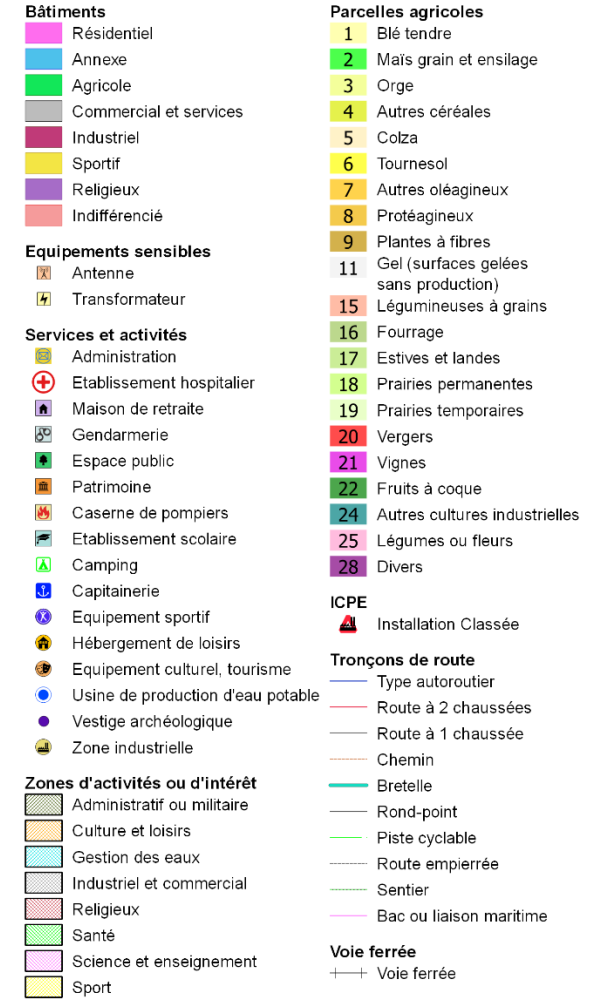 Bâtiments
Résidentiel
Annexe
Agricole
Commercial et services
Industriel
Sportif
Religieux
Indifférencié
Equipements sensibles
Antenne
Transformateur
Services et activités
Administration
Etablissement hospitalier
Maison de retraite
Gendarmerie
Espace public
Patrimoine
Caserne de pompiers
Etablissement scolaire
Camping
Capitainerie
Equipement sportif
Hébergement de loisirs
Equipement culturel, tourisme
Usine de production d'eau potable
Vestige archéologique
Zone industrielle
Zones d'activités ou d'intérêt
Administratif ou militaire
Culture et loisirs
Gestion des eaux
Industriel et commercial
Religieux
Santé
Science et enseignement
Sport
Parcelles agricoles
1 Blé tendre
2 Maïs grain et ensilage
3 Orge
4 Autres céréales
5 Colza
6 Tournesol
7 Autres oléagineux
8 Protéagineux
9 Plantes à fibres
11 Gel (surfaces gelées
sans production)
15 Légumineuses à grains
16 Fourrage
17 Estives et landes
18 Prairies permanentes
19 Prairies temporaires
20 Vergers
21 Vignes
22 Fruits à coque
24 Autres cultures industrielles
25 Légumes ou fleurs
28 Divers
ICPE
Installation Classée
Tronçons de route
Type autoroutier
Route à 2 chaussées
Route à 1 chaussée
Chemin
Bretelle
Rond-point
Piste cyclable
Route empierrée
Sentier
Bac ou liaison maritime
Voie ferrée
Voie ferrée